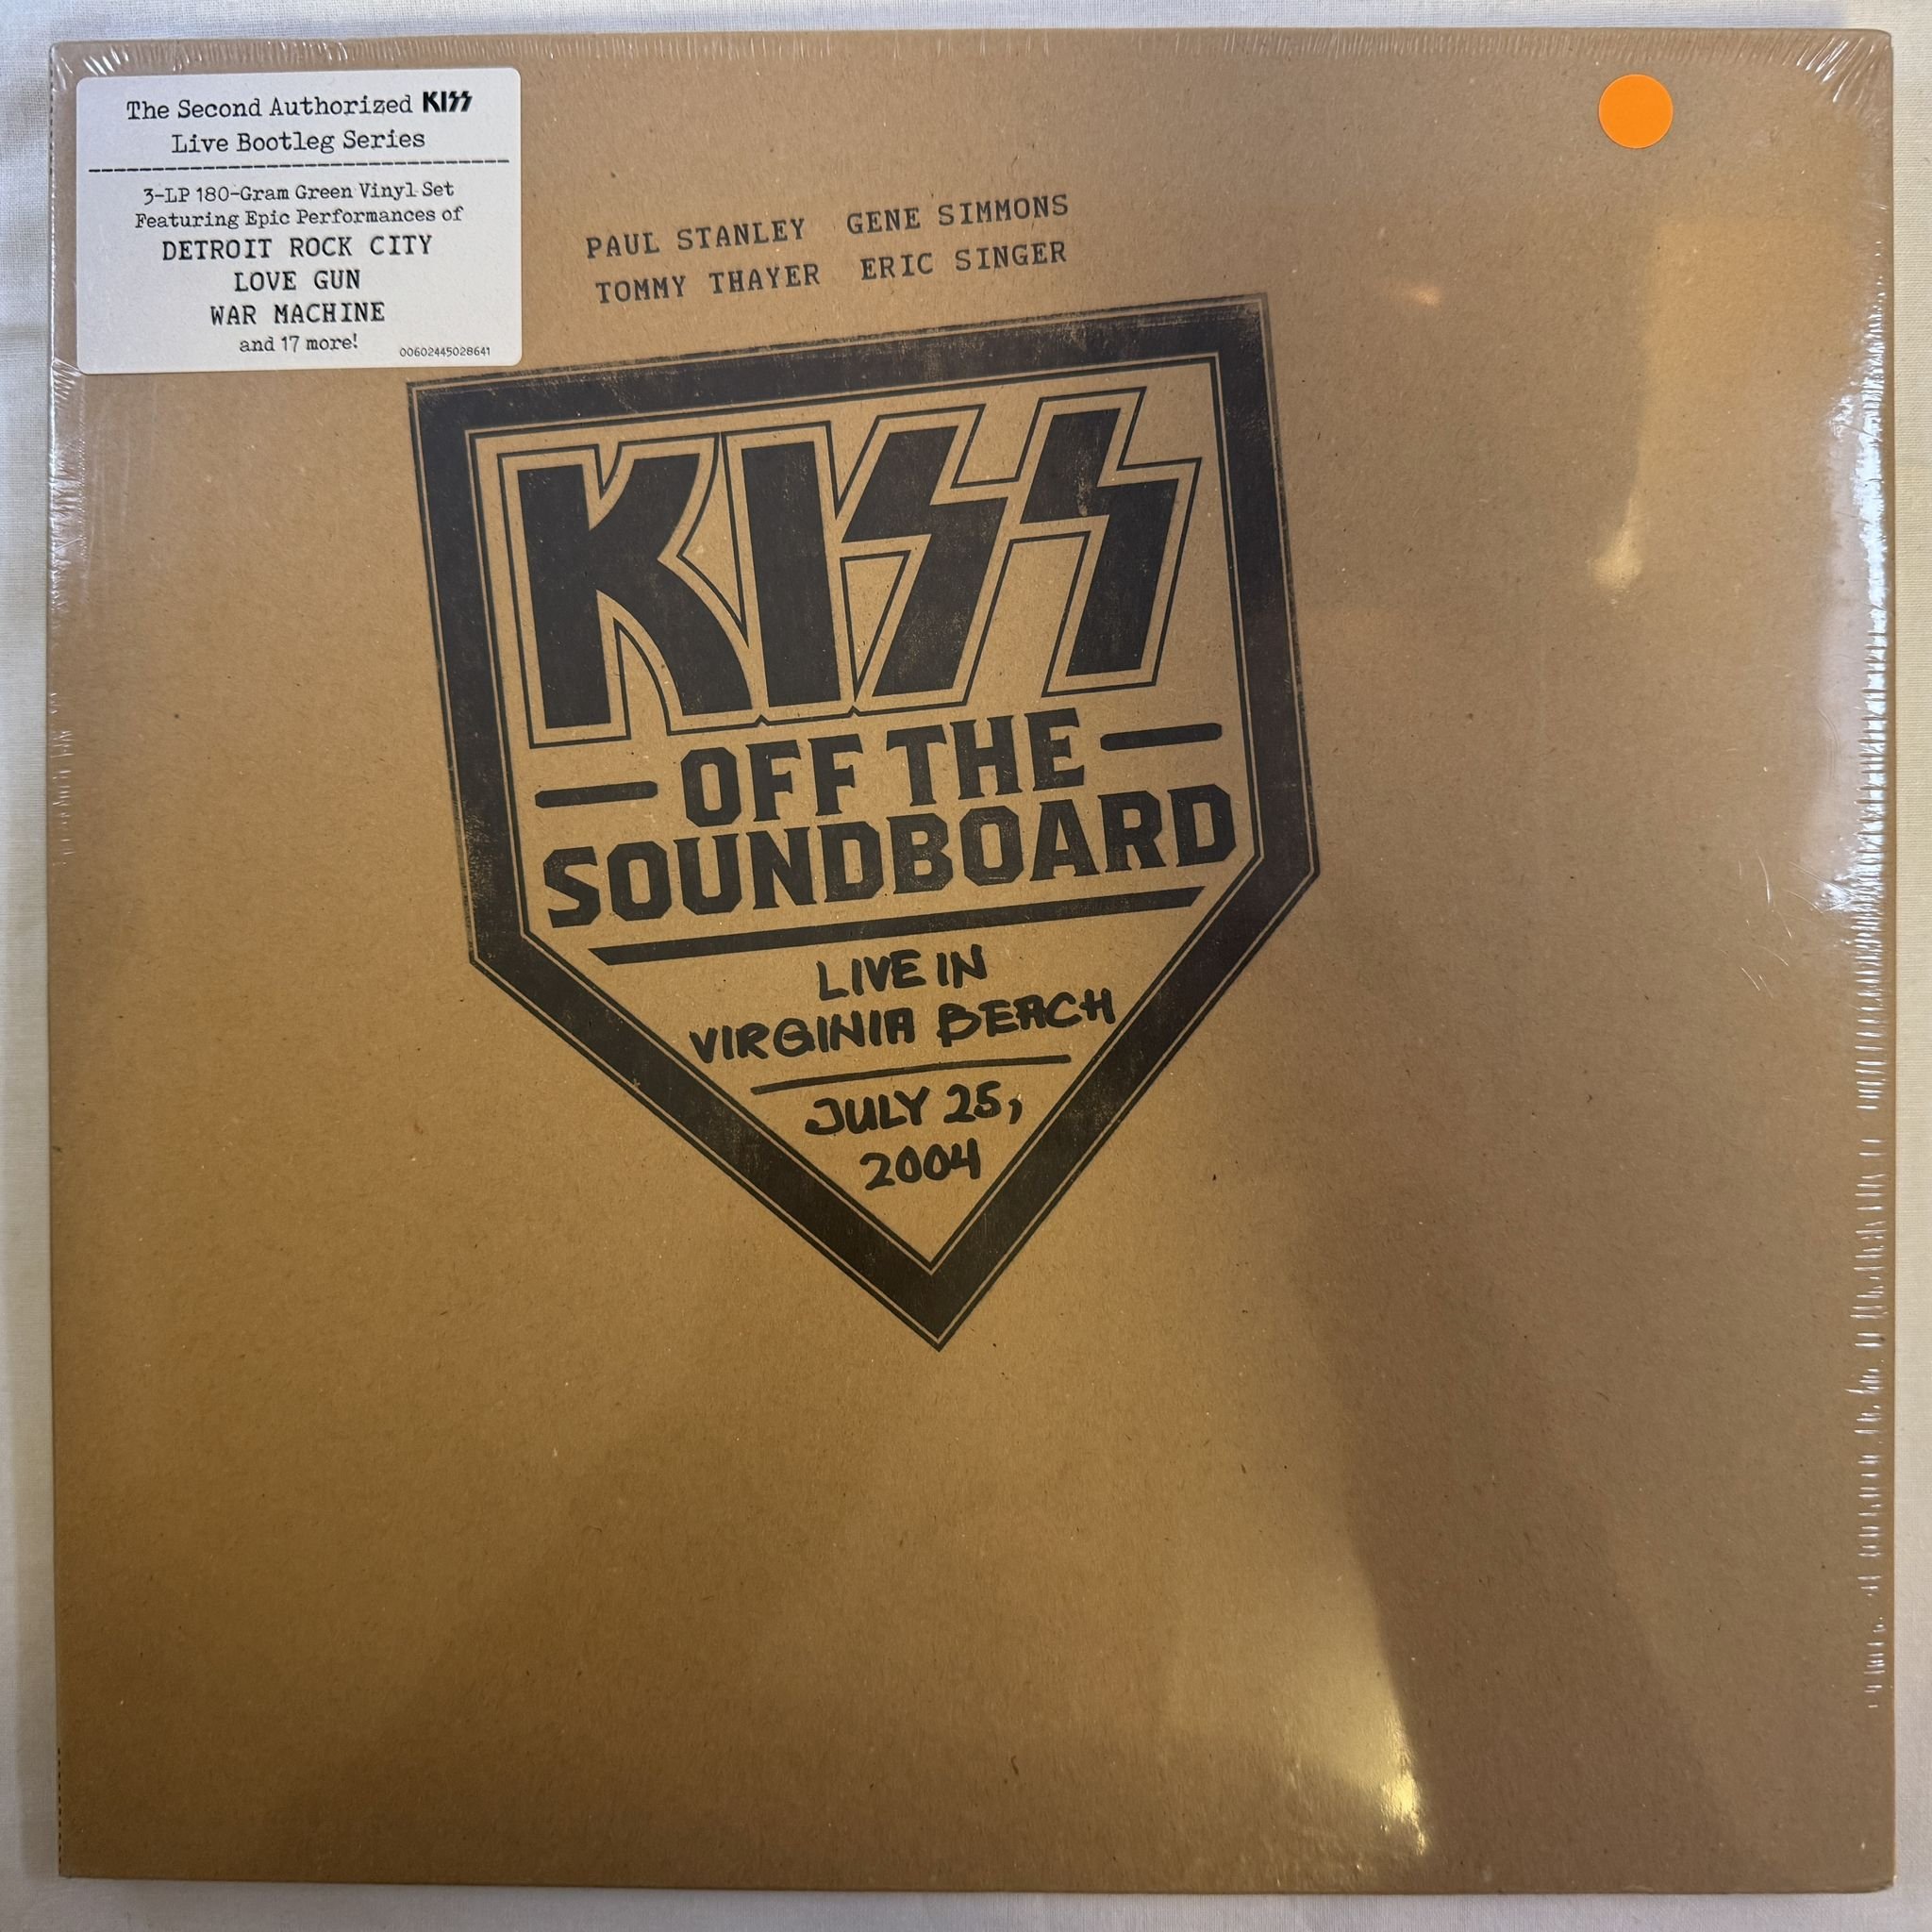 The Second Authorized KISS
Live Bootleg Series
3-LP 180-Gram Green Vinyl Set
Featuring Epic Performances of
DETROIT ROCK CITY
LOVE GUN
WAR MACHINE
and 17 more!
00602445028641
PAUL STANLEY GENE SIMMONS
TOMMY THAYER ERIC SINGER
KISS
OFF THE
SOUNDBOARD
LIVE IN
VIRGINIA BEACH
JULY 25,
2004